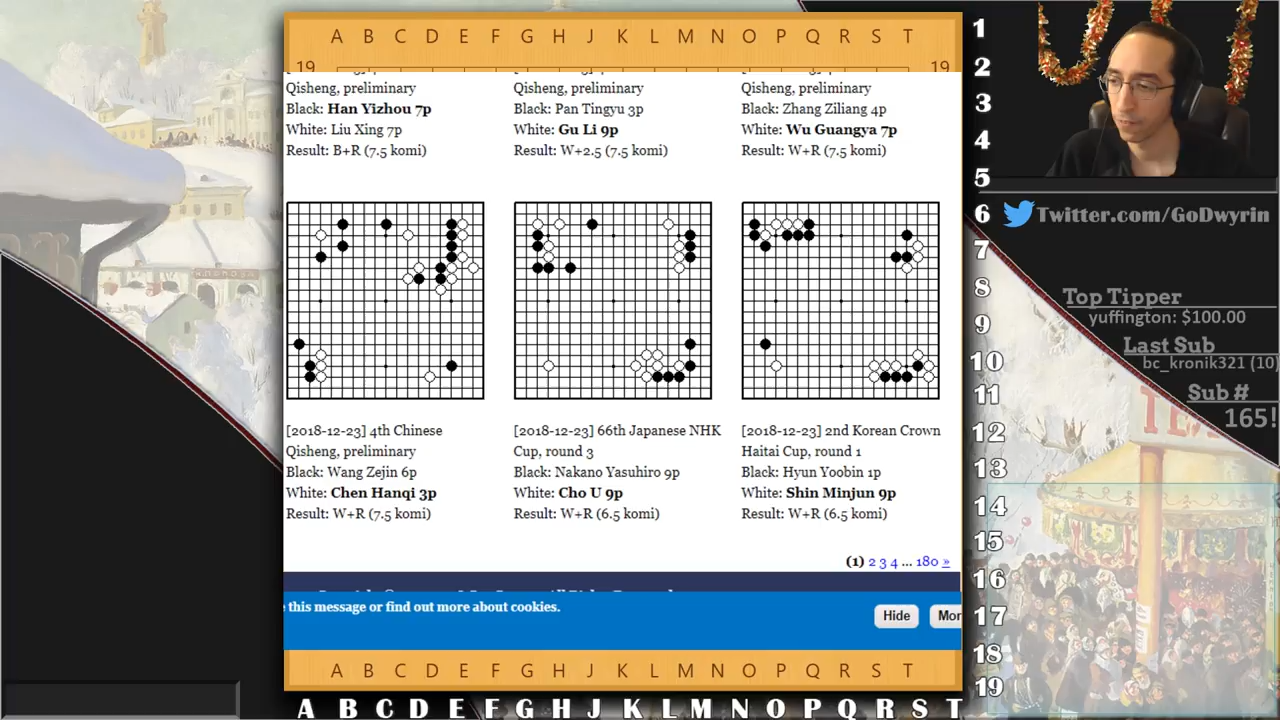 A B C D E F G H J K L M N O P Q R S T
19 19
Qisheng, preliminary
Black: Han Yizhou 7p
White: Liu Xing 7p
Result: B+R (7.5 komi)
Qisheng, preliminary
Black: Pan Tingyu 3p
White: Gu Li 9p
Result: W+2.5 (7.5 komi)
Qisheng, preliminary
Black: Zhang Ziliang 4p
White: Wu Guangya 7p
Result: W+R (7.5 komi)
[2018-12-23] 4th Chinese
Qisheng, preliminary
Black: Wang Zejin 6p
White: Chen Hanqi 3p
Result: W+R (7.5 komi)
[2018-12-23] 66th Japanese NHK
Cup, round 3
Black: Nakano Yasuhiro 9p
White: Cho U 9p
Result: W+R (6.5 komi)
[2018-12-23] 2nd Korean Crown
Haitai Cup, round 1
Black: Hyun Yoobin 1p
White: Shin Minjun 9p
Result: W+R (6.5 komi)
(1) 2 3 4 ... 180 »
this message or find out more about cookies.
Hide
Mor
A B C D E F G H J K L M N O P Q R S T
A B C D E F G H J K L M N O P Q R S T
1
2
3
4
5
6
7
8
9
10
11
12
13
14
15
16
17
18
19
Twitter.com/GoDwyrin
Top Tipper
yuffington: $100.00
Last Sub
bc_kronik321 (10)
Sub #
165!